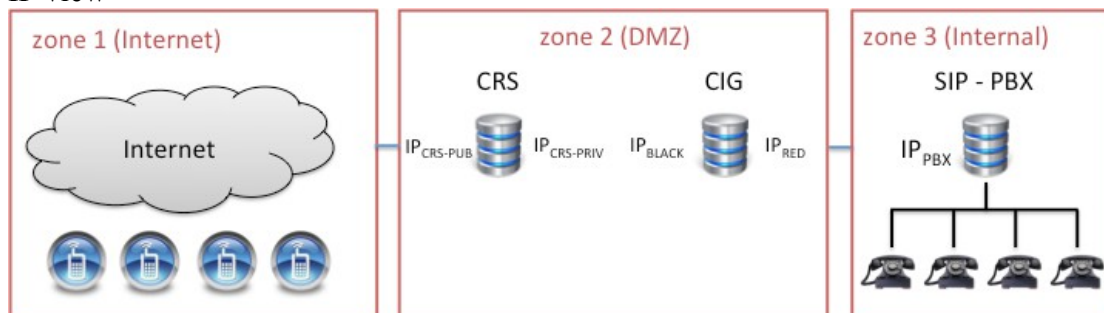 zone 1 (Internet)
Internet
zone 2 (DMZ)
CRS
CIG
IPCRS-PUB
IPCRS-PRIV
IPBLACK
IPRED
zone 3 (Internal)
SIP - PBX
IPPBX